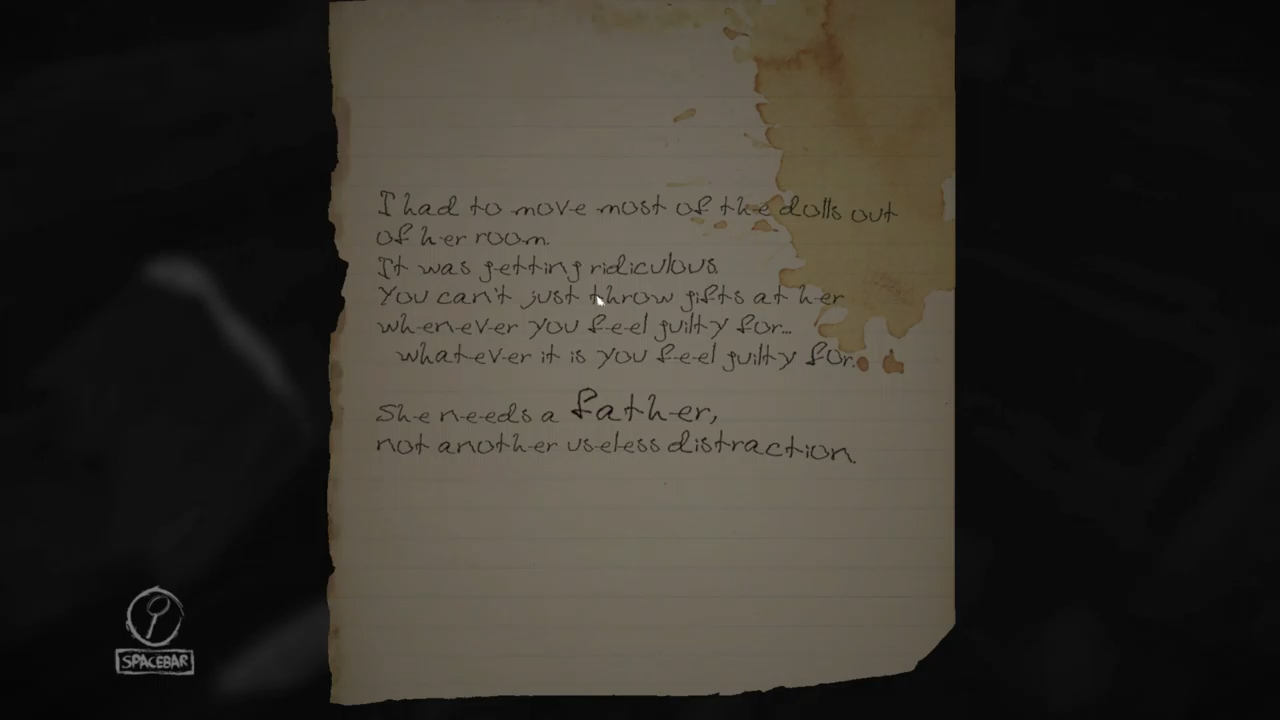 I had to move most of the dolls out
of her room.
It was getting ridiculous.
You can't just throw gifts at her
whenever you feel guilty for...
whatever it is you feel guilty for.
She needs a father,
not another useless distraction.
SPACEBAR